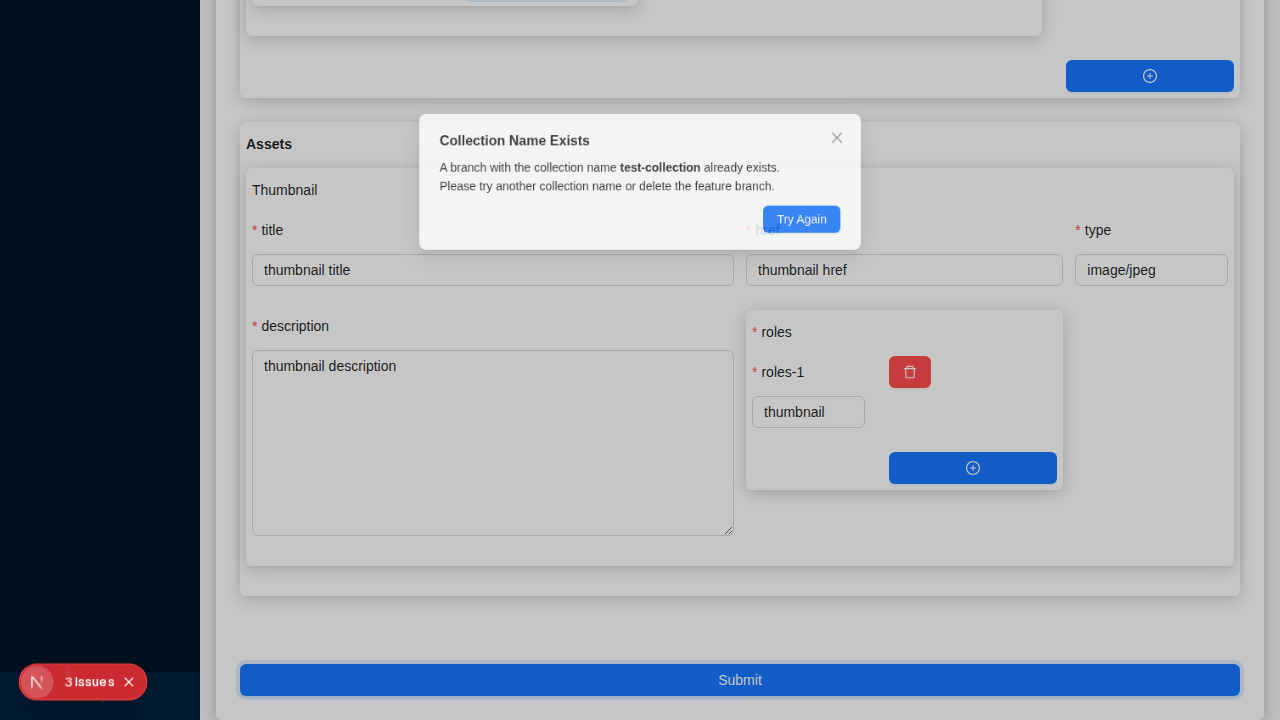 Collection Name Exists
A branch with the collection name test-collection already exists.
Please try another collection name or delete the feature branch.
Try Again
Assets
Thumbnail
* title
* href
* type
thumbnail title
thumbnail href
image/jpeg
* description
* roles
thumbnail description
* roles-1
thumbnail
Submit
N 3 Issues